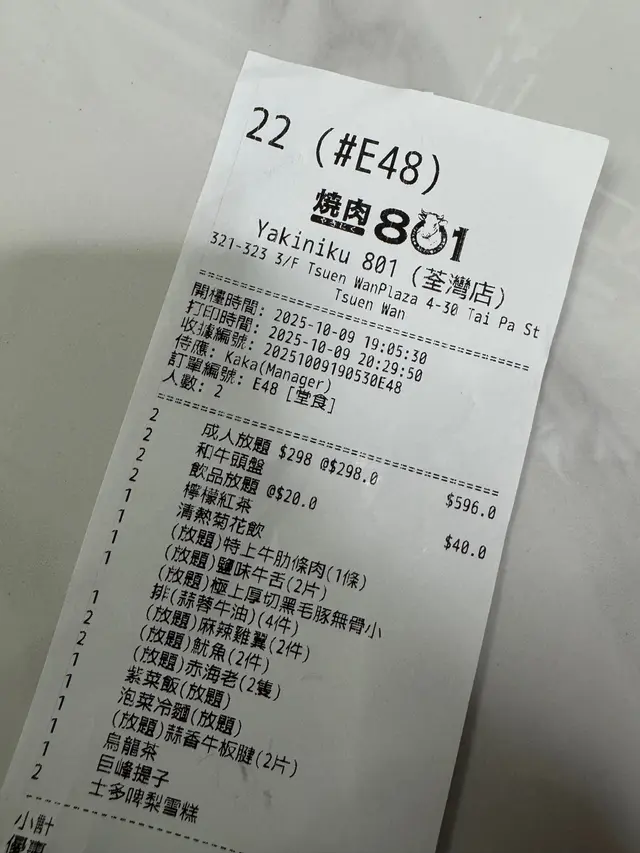 22 (#E48)
燒肉801
やきにく
Yakiniku 801 (荃灣店)
321-323 3/F Tsuen WanPlaza 4-30 Tai Pa St
Tsuen Wan
開檯時間: 2025-10-09 19:05:30
打印時間: 2025-10-09 20:29:50
收據編號: 20251009190530E48
侍應: Kaka(Manager)
訂單編號: E48 [堂食]
人數: 2
2 成人放題 $298 @$298.0 $596.0
2 和牛頭盤
2 飲品放題 @$20.0 $40.0
2 檸檬紅茶
1 清熱菊花飲
1 (放題)特上牛肋條肉(1條)
1 (放題)鹽味牛舌(2片)
1 (放題)極上厚切黑毛豚無骨小
排(蒜蓉牛油)(4件)
1 (放題)麻辣雞翼(2件)
2 (放題)魷魚(2件)
2 (放題)赤海老(2隻)
1 紫菜飯(放題)
1 泡菜冷麵(放題)
1 (放題)蒜香牛板腱(2片)
1 烏龍茶
1 巨峰提子
2 士多啤梨雪糕
小計
優惠